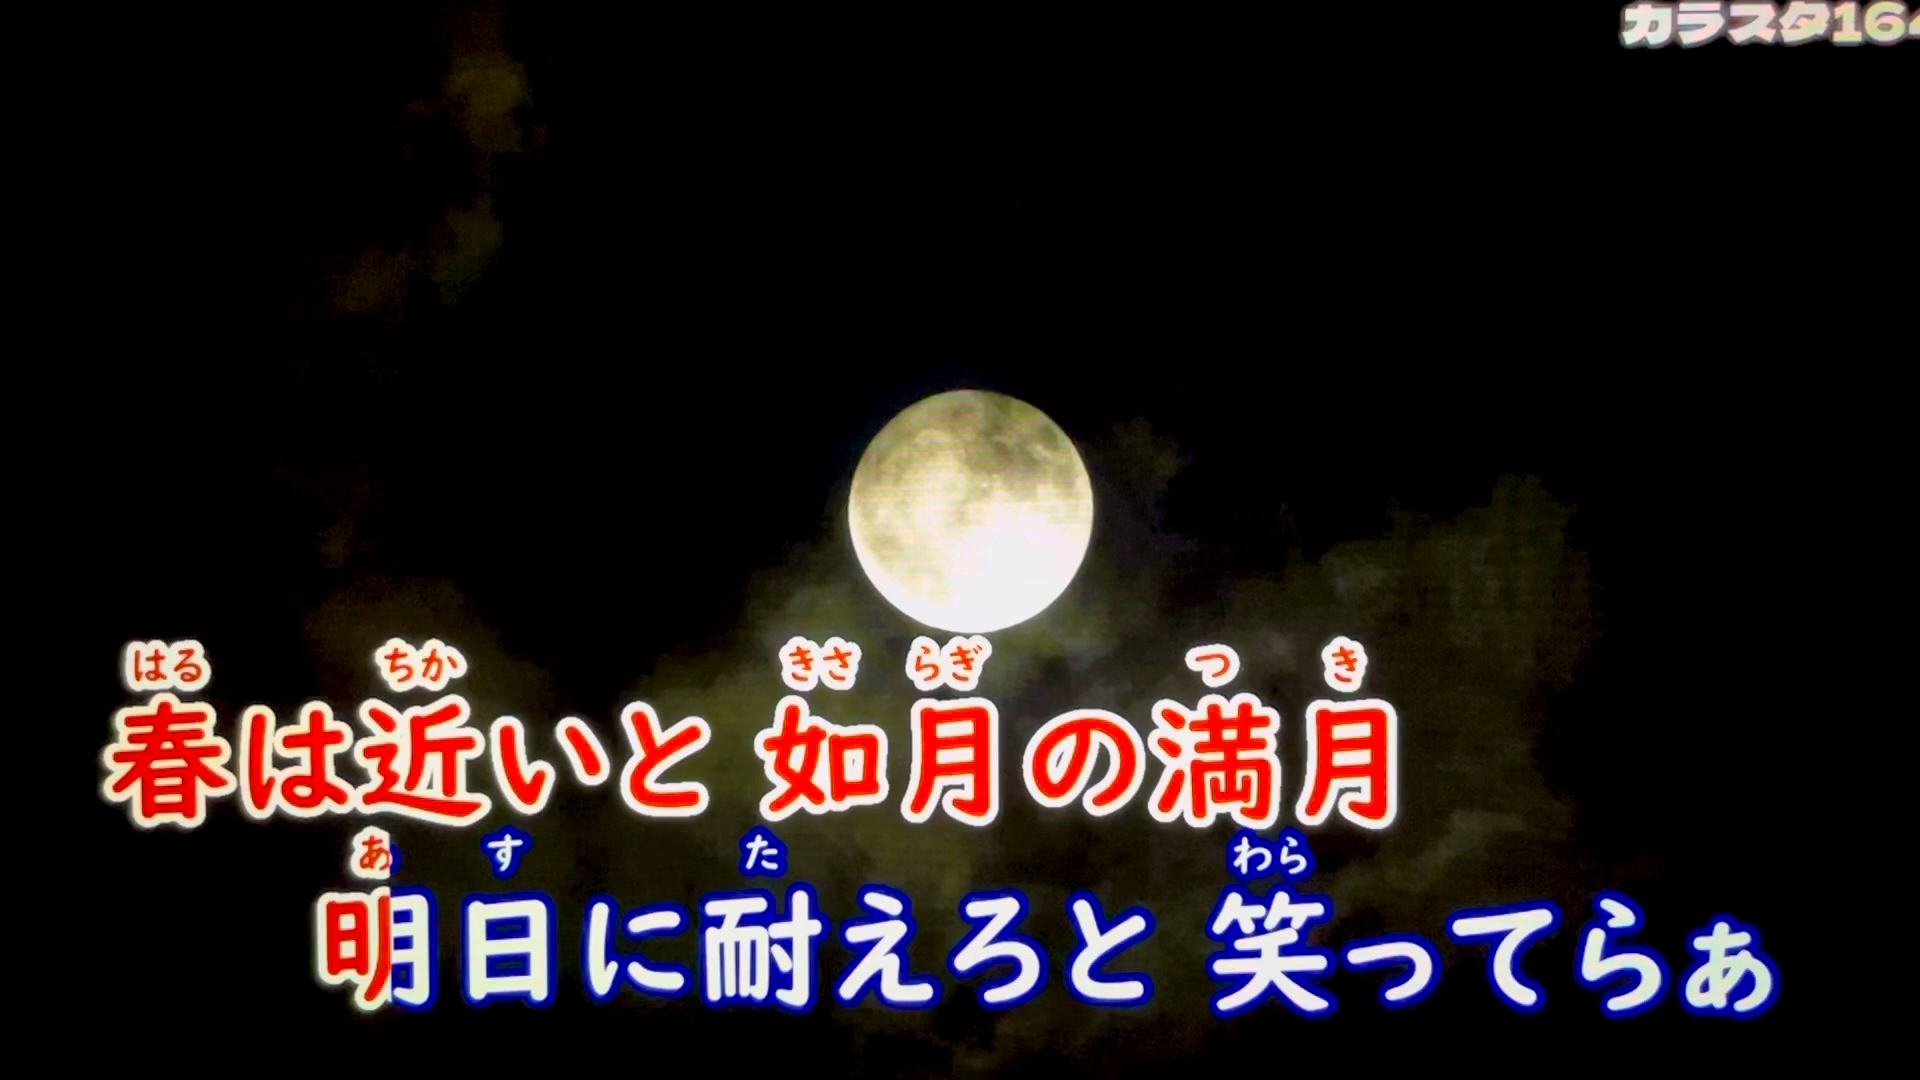 カラスタ164
はる ちか きさ らぎ つ き
春は近いと 如月の満月
あ す た わら
明日に耐えろと 笑ってらぁ